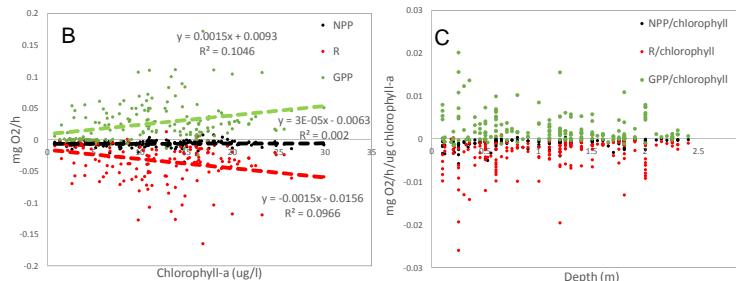 B
NPP
R
GPP
y = 0.0015x + 0.0093
R² = 0.1046
y = 3E-05x - 0.0063
R² = 0.002
y = -0.0015x - 0.0156
R² = 0.0966
0.2
0.15
0.1
0.05
0
-0.05
-0.1
-0.15
-0.2
0
5
10
15
20
25
30
35
mg O2/h
Chlorophyll-a (ug/l)
C
NPP/chlorophyll
R/chlorophyll
GPP/chlorophyll
0.03
0.02
0.01
0
-0.01
-0.02
-0.03
0
0.5
2.5
mg O2/h/ug chlorophyll-a
Depth (m)